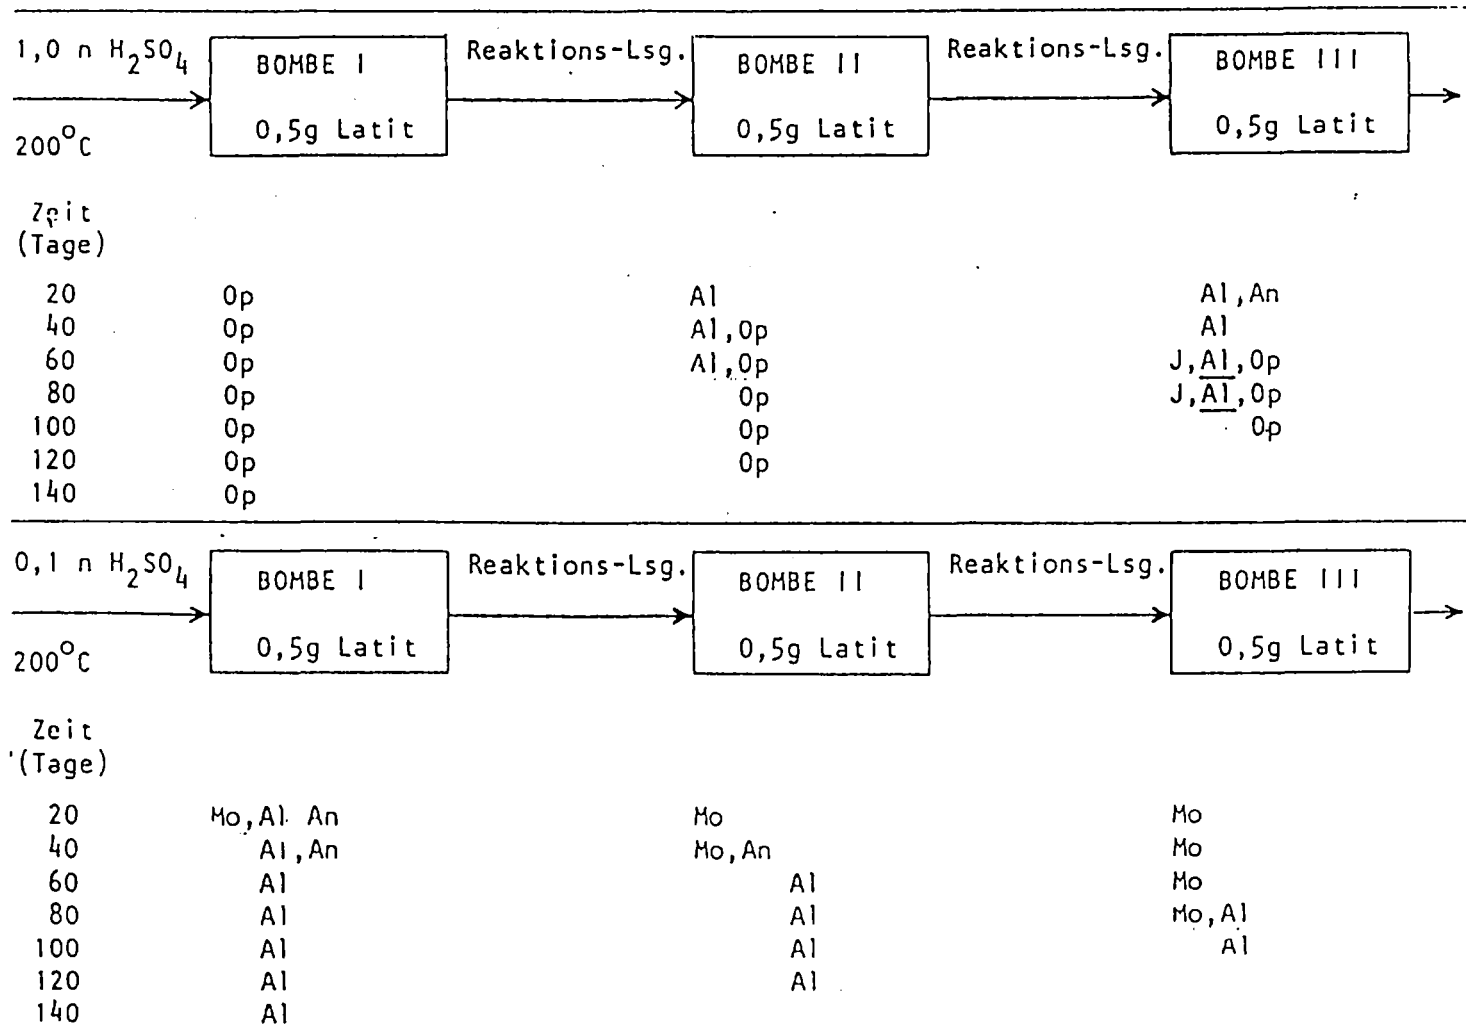 1,0 n H2SO4 Reaktions-Lsg. Reaktions-Lsg.
BOMBE I BOMBE II BOMBE III
0,5g Latit 0,5g Latit 0,5g Latit
200°C
Zeit
(Tage)
20 Op Al Al,An
40 Op Al,Op Al
60 Op Al,Op J,Al,Op
80 Op Op J,Al,Op
100 Op Op Op
120 Op Op
140 Op
0,1 n H2SO4 Reaktions-Lsg. Reaktions-Lsg.
BOMBE I BOMBE II BOMBE III
0,5g Latit 0,5g Latit 0,5g Latit
200°C
Zeit
(Tage)
20 Mo,Al An Mo Mo
40 Al,An Mo,An Mo
60 Al Al Mo
80 Al Al Mo,Al
100 Al Al Al
120 Al Al
140 Al